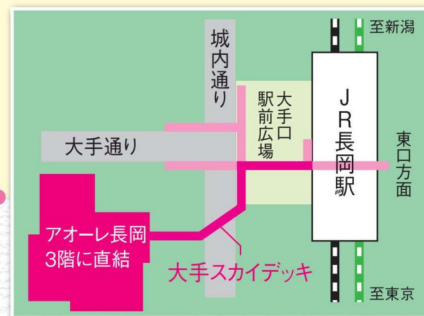 至新潟
城内通り
大手口
駅前広場
JR長岡駅
東口方面
大手通り
アオーレ長岡
3階に直結
大手スカイデッキ
至東京